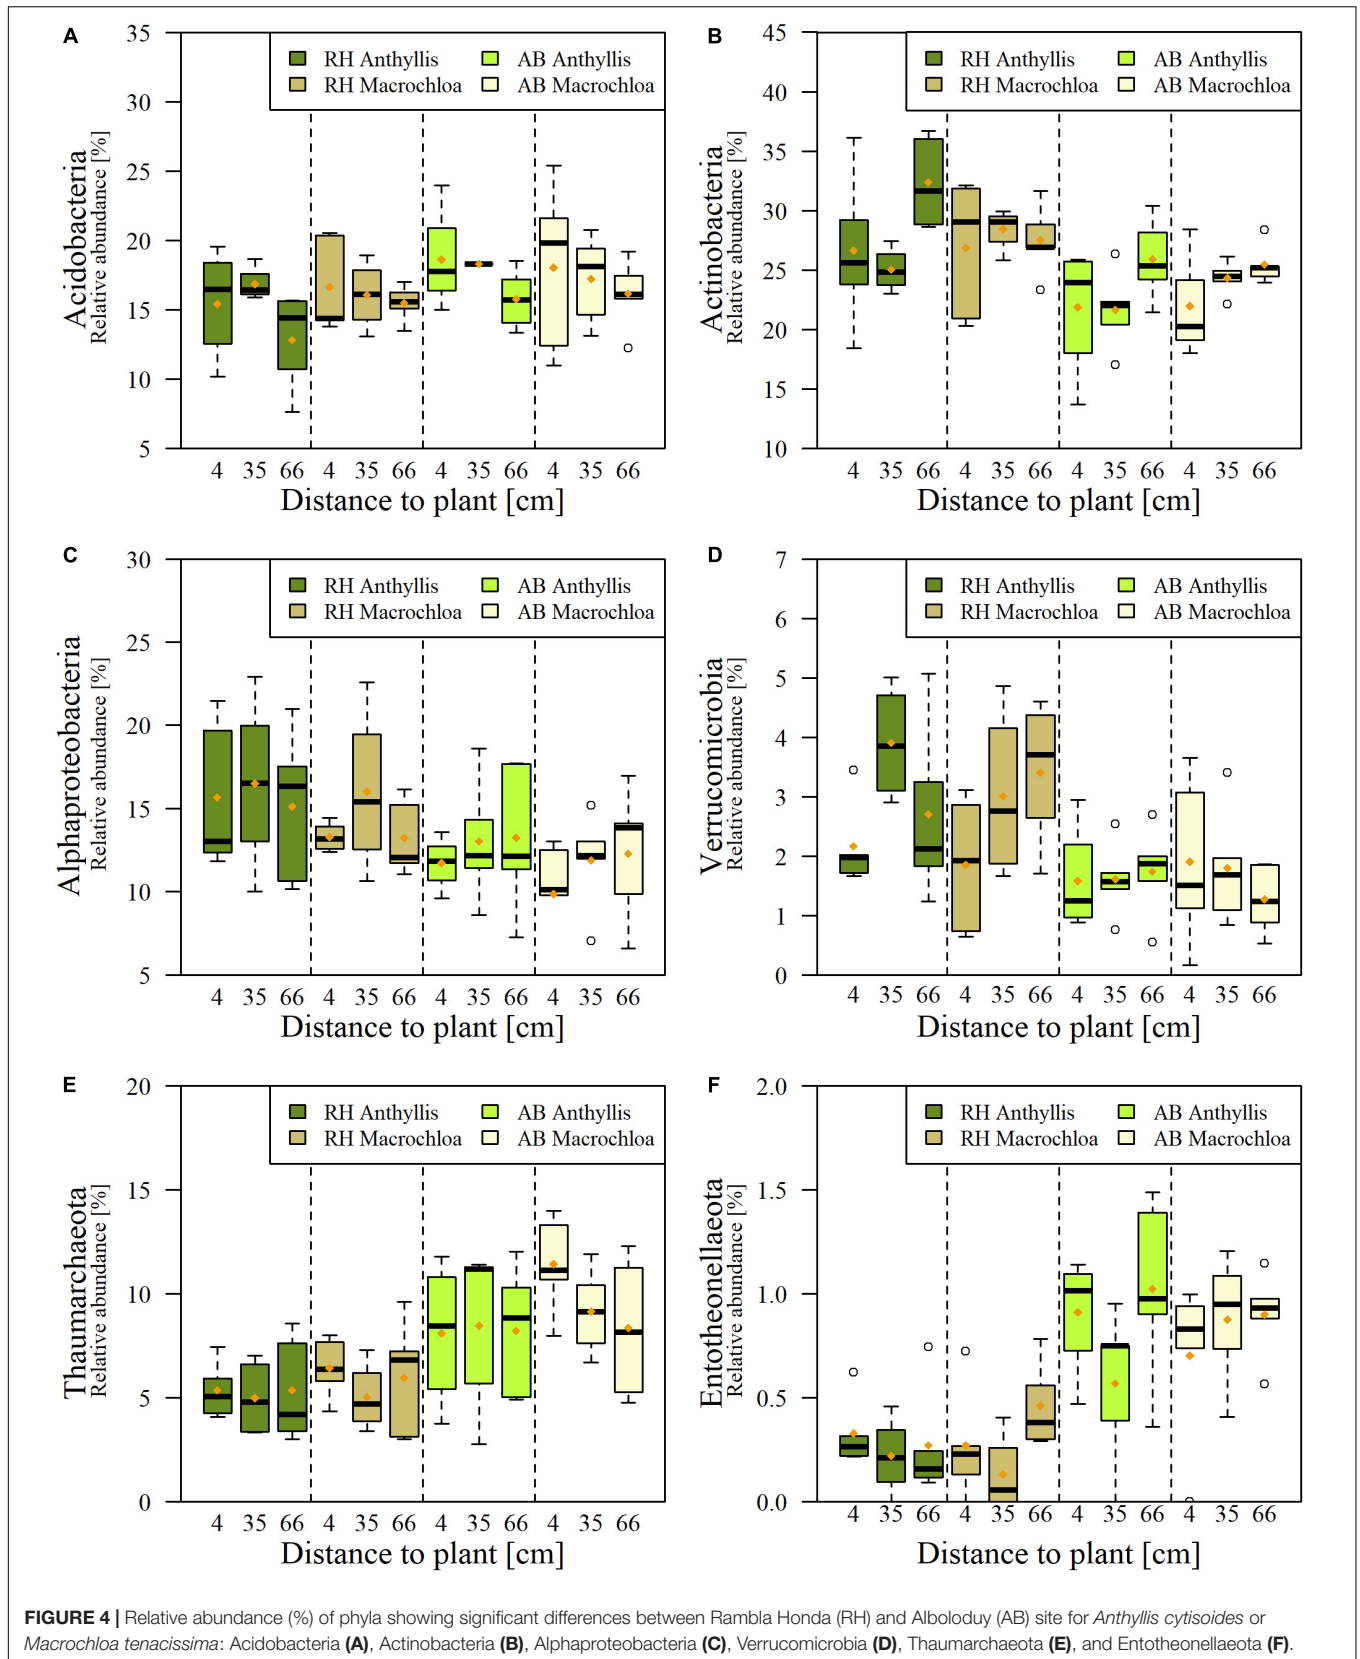 A
35
30
25
20
15
10
5
Acidobacteria
Relative abundance [%]
RH Anthyllis
AB Anthyllis
RH Macrochloa
AB Macrochloa
4 35 66 4 35 66 4 35 66 4 35 66
Distance to plant [cm]
B
45
40
35
30
25
20
15
10
Actinobacteria
Relative abundance [%]
RH Anthyllis
AB Anthyllis
RH Macrochloa
AB Macrochloa
4 35 66 4 35 66 4 35 66 4 35 66
Distance to plant [cm]
C
30
25
20
15
10
5
Alphaproteobacteria
Relative abundance [%]
RH Anthyllis
AB Anthyllis
RH Macrochloa
AB Macrochloa
4 35 66 4 35 66 4 35 66 4 35 66
Distance to plant [cm]
D
7
6
5
4
3
2
1
0
Verrucomicrobia
Relative abundance [%]
RH Anthyllis
AB Anthyllis
RH Macrochloa
AB Macrochloa
4 35 66 4 35 66 4 35 66 4 35 66
Distance to plant [cm]
E
20
15
10
5
0
Thaumarchaeota
Relative abundance [%]
RH Anthyllis
AB Anthyllis
RH Macrochloa
AB Macrochloa
4 35 66 4 35 66 4 35 66 4 35 66
Distance to plant [cm]
F
2.0
1.5
1.0
0.5
0.0
Entotheonellaeota
Relative abundance [%]
RH Anthyllis
AB Anthyllis
RH Macrochloa
AB Macrochloa
4 35 66 4 35 66 4 35 66 4 35 66
Distance to plant [cm]
FIGURE 4 | Relative abundance (%) of phyla showing significant differences between Rambla Honda (RH) and Alboloduy (AB) site for Anthyllis cytisoides or
Macrochloa tenacissima: Acidobacteria (A), Actinobacteria (B), Alphaproteobacteria (C), Verrucomicrobia (D), Thaumarchaeota (E), and Entotheonellaeota (F).